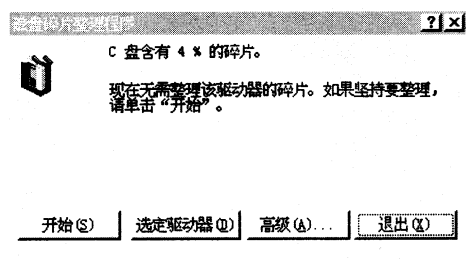 磁盘碎片整理程序
C 盘含有 4 % 的碎片。
现在无需整理该驱动器的碎片。如果坚持要整理，
请单击“开始”。
开始(S) 选定驱动器(D) 高级(A)... 退出(X)